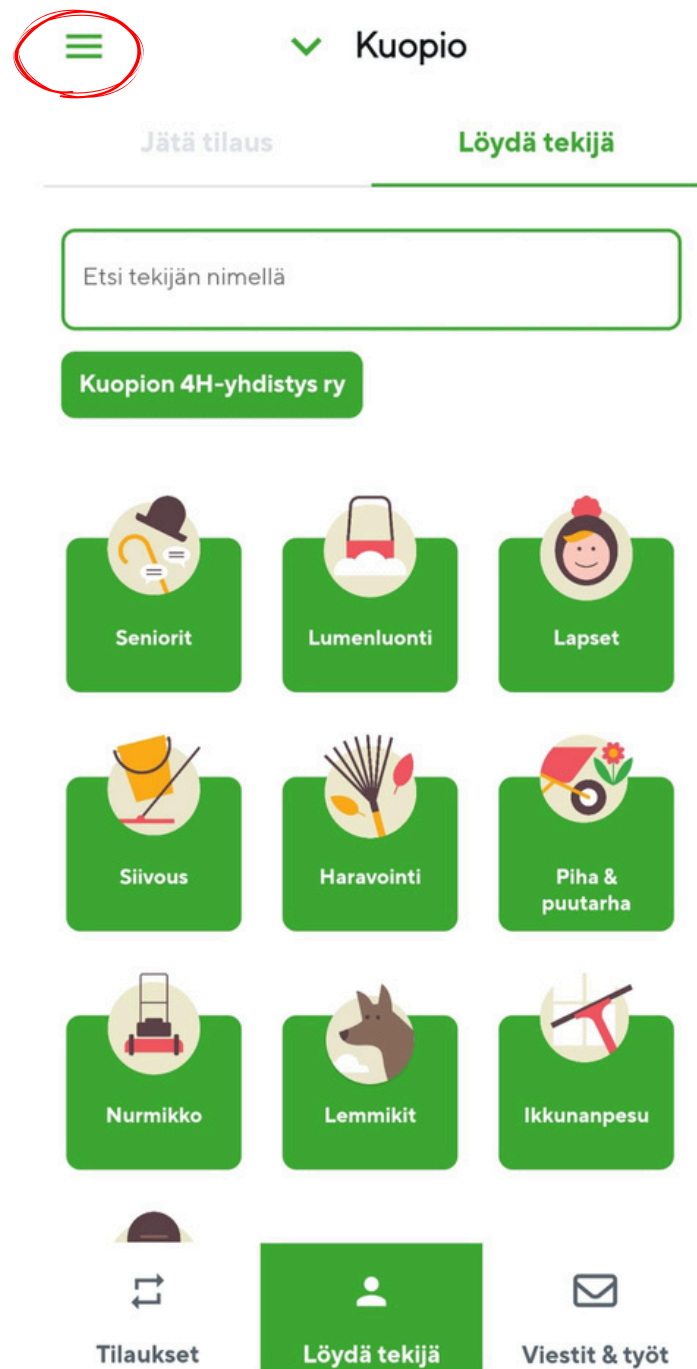 Kuopio
Jätä tilaus
Löydä tekijä
Etsi tekijän nimellä
Kuopion 4H-yhdistys ry
Seniorit
Lumenluonti
Lapset
Siivous
Haravointi
Piha &
puutarha
Nurmikko
Lemmikit
Ikkunanpesu
Tilaukset
Löydä tekijä
Viestit & työt